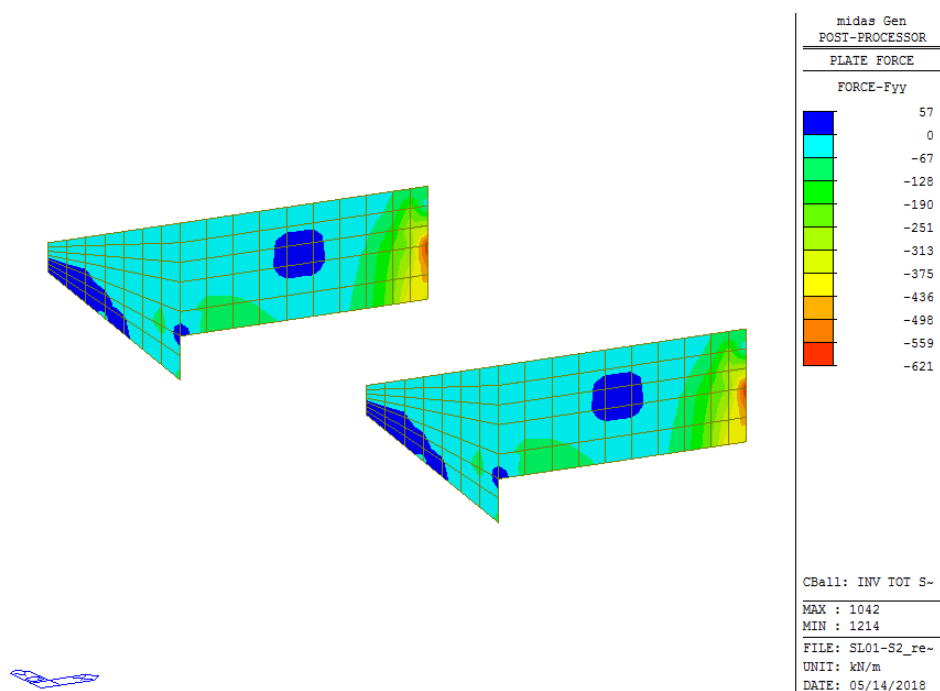 midas Gen
POST-PROCESSOR
PLATE FORCE
FORCE-Fyy
57
0
-67
-128
-190
-251
-313
-375
-436
-498
-559
-621
CBall: INV TOT S~
MAX : 1042
MIN : 1214
FILE: SL01-S2_re~
UNIT: kN/m
DATE: 05/14/2018